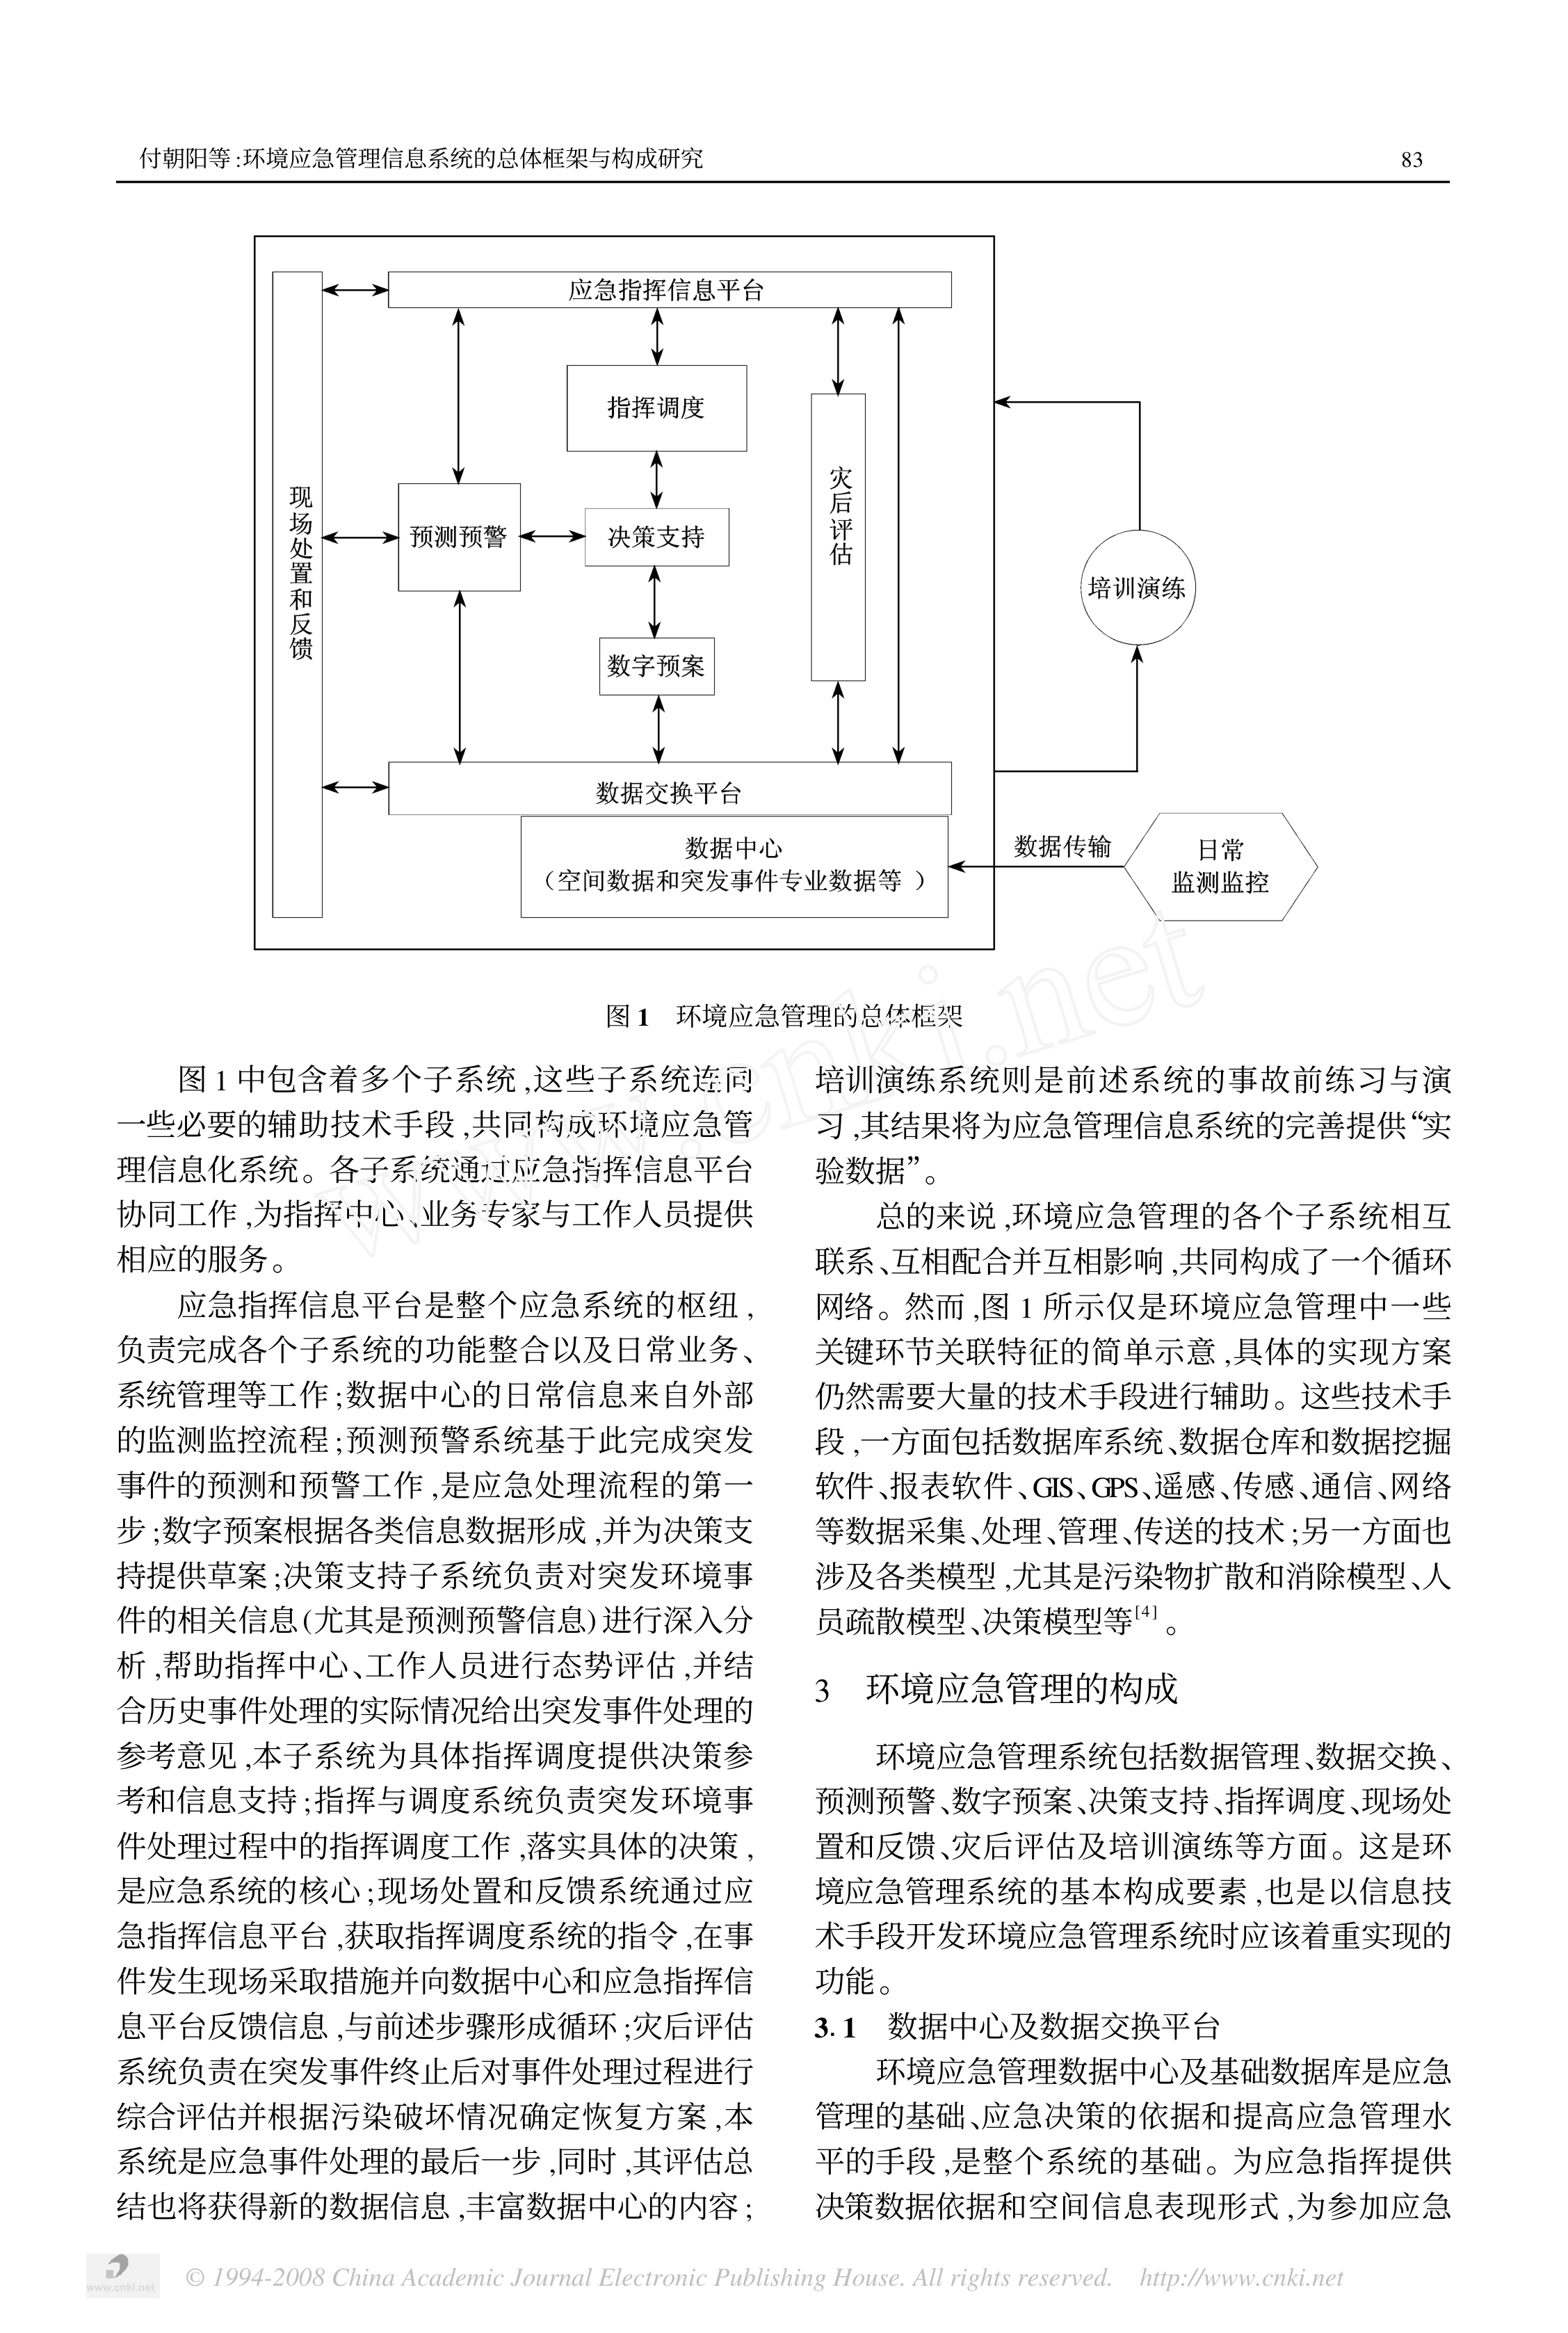 付朝阳等:环境应急管理信息系统的总体框架与构成研究 83
应急指挥信息平台
指挥调度
现场处置和反馈
预测预警
决策支持
灾后评估
培训演练
数字预案
数据交换平台
数据中心
（空间数据和突发事件专业数据等）
数据传输
日常
监测监控
图1 环境应急管理的总体框架
图1中包含着多个子系统,这些子系统连同
一些必要的辅助技术手段,共同构成环境应急管
理信息化系统。各子系统通过应急指挥信息平台
协同工作,为指挥中心、业务专家与工作人员提供
相应的服务。
应急指挥信息平台是整个应急系统的枢纽,
负责完成各个子系统的功能整合以及日常业务、
系统管理等工作;数据中心的日常信息来自外部
的监测监控流程;预测预警系统基于此完成突发
事件的预测和预警工作,是应急处理流程的第一
步;数字预案根据各类信息数据形成,并为决策支
持提供草案;决策支持子系统负责对突发环境事
件的相关信息(尤其是预测预警信息)进行深入分
析,帮助指挥中心、工作人员进行态势评估,并结
合历史事件处理的实际情况给出突发事件处理的
参考意见,本子系统为具体指挥调度提供决策参
考和信息支持;指挥与调度系统负责突发环境事
件处理过程中的指挥调度工作,落实具体的决策,
是应急系统的核心;现场处置和反馈系统通过应
急指挥信息平台,获取指挥调度系统的指令,在事
件发生现场采取措施并向数据中心和应急指挥信
息平台反馈信息,与前述步骤形成循环;灾后评估
系统负责在突发事件终止后对事件处理过程进行
综合评估并根据污染破坏情况确定恢复方案,本
系统是应急事件处理的最后一步,同时,其评估总
结也将获得新的数据信息,丰富数据中心的内容;
培训演练系统则是前述系统的事故前练习与演
习,其结果将为应急管理信息系统的完善提供“实
验数据”。
总的来说,环境应急管理的各个子系统相互
联系、互相配合并互相影响,共同构成了一个循环
网络。然而,图1所示仅是环境应急管理中一些
关键环节关联特征的简单示意,具体的实现方案
仍然需要大量的技术手段进行辅助。这些技术手
段,一方面包括数据库系统、数据仓库和数据挖掘
软件、报表软件、GIS、GPS、遥感、传感、通信、网络
等数据采集、处理、管理、传送的技术;另一方面也
涉及各类模型,尤其是污染物扩散和消除模型、人
员疏散模型、决策模型等[4]。
3 环境应急管理的构成
环境应急管理系统包括数据管理、数据交换、
预测预警、数字预案、决策支持、指挥调度、现场处
置和反馈、灾后评估及培训演练等方面。这是环
境应急管理系统的基本构成要素,也是以信息技
术手段开发环境应急管理系统时应该着重实现的
功能。
3.1 数据中心及数据交换平台
环境应急管理数据中心及基础数据库是应急
管理的基础、应急决策的依据和提高应急管理水
平的手段,是整个系统的基础。为应急指挥提供
决策数据依据和空间信息表现形式,为参加应急
www.cnki.net
www.cnki.net
© 1994-2008 China Academic Journal Electronic Publishing House. All rights reserved. http://www.cnki.net